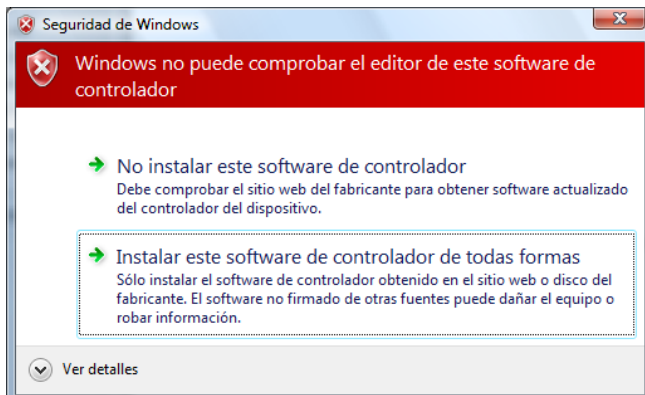 Seguridad de Windows
Windows no puede comprobar el editor de este software de
controlador
No instalar este software de controlador
Debe comprobar el sitio web del fabricante para obtener software actualizado
del controlador del dispositivo.
Instalar este software de controlador de todas formas
Sólo instalar el software de controlador obtenido en el sitio web o disco del
fabricante. El software no firmado de otras fuentes puede dañar el equipo o
robar información.
Ver detalles